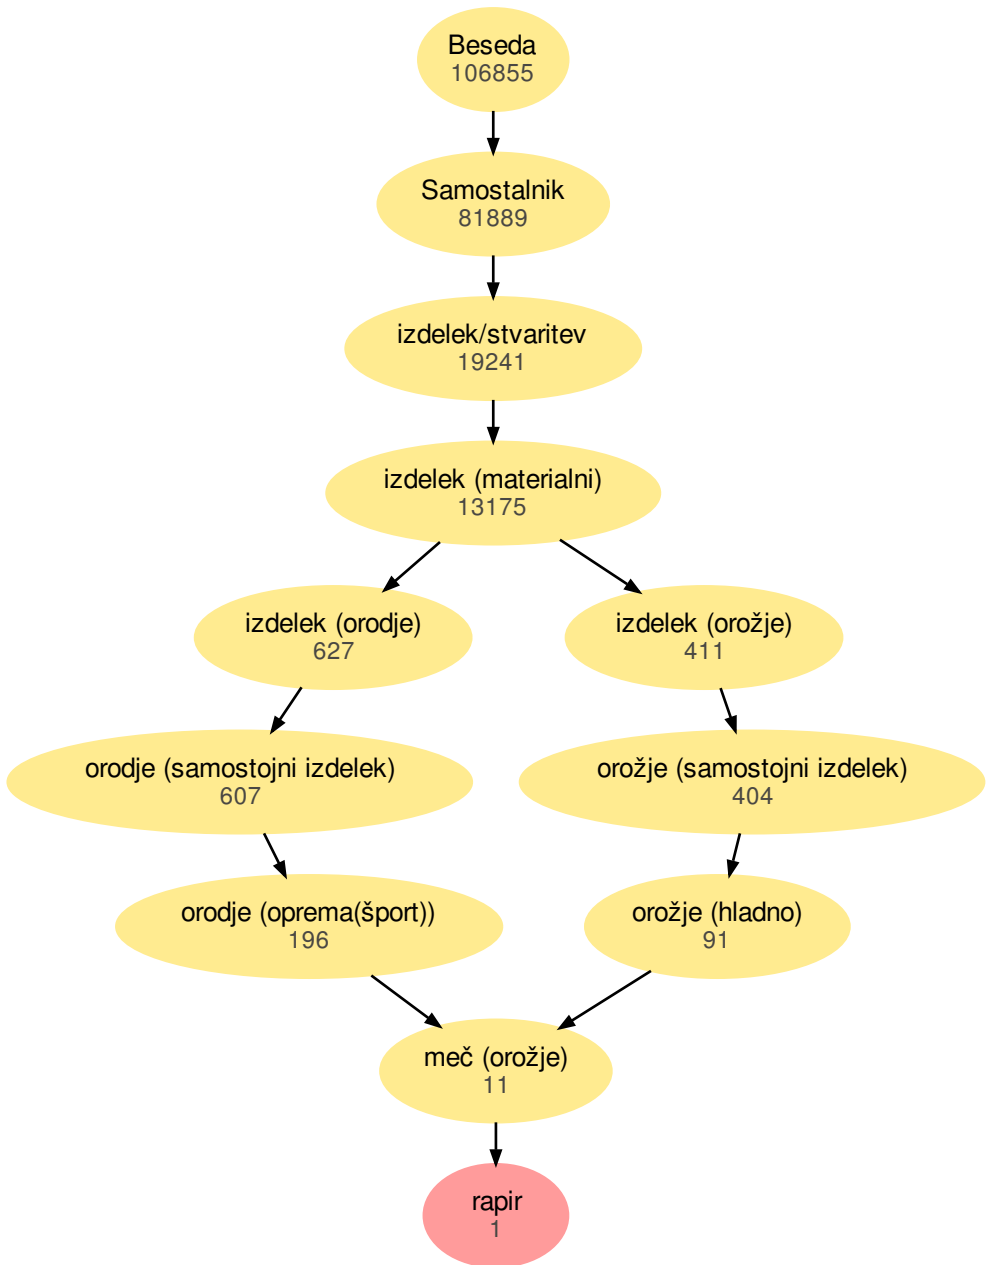 Beseda
106855
Samostalnik
81889
izdelek/stvaritev
19241
izdelek (materialni)
13175
izdelek (orodje)
627
izdelek (orožje)
411
orodje (samostojni izdelek)
607
orožje (samostojni izdelek)
404
orodje (oprema(šport))
196
orožje (hladno)
91
meč (orožje)
11
rapir
1